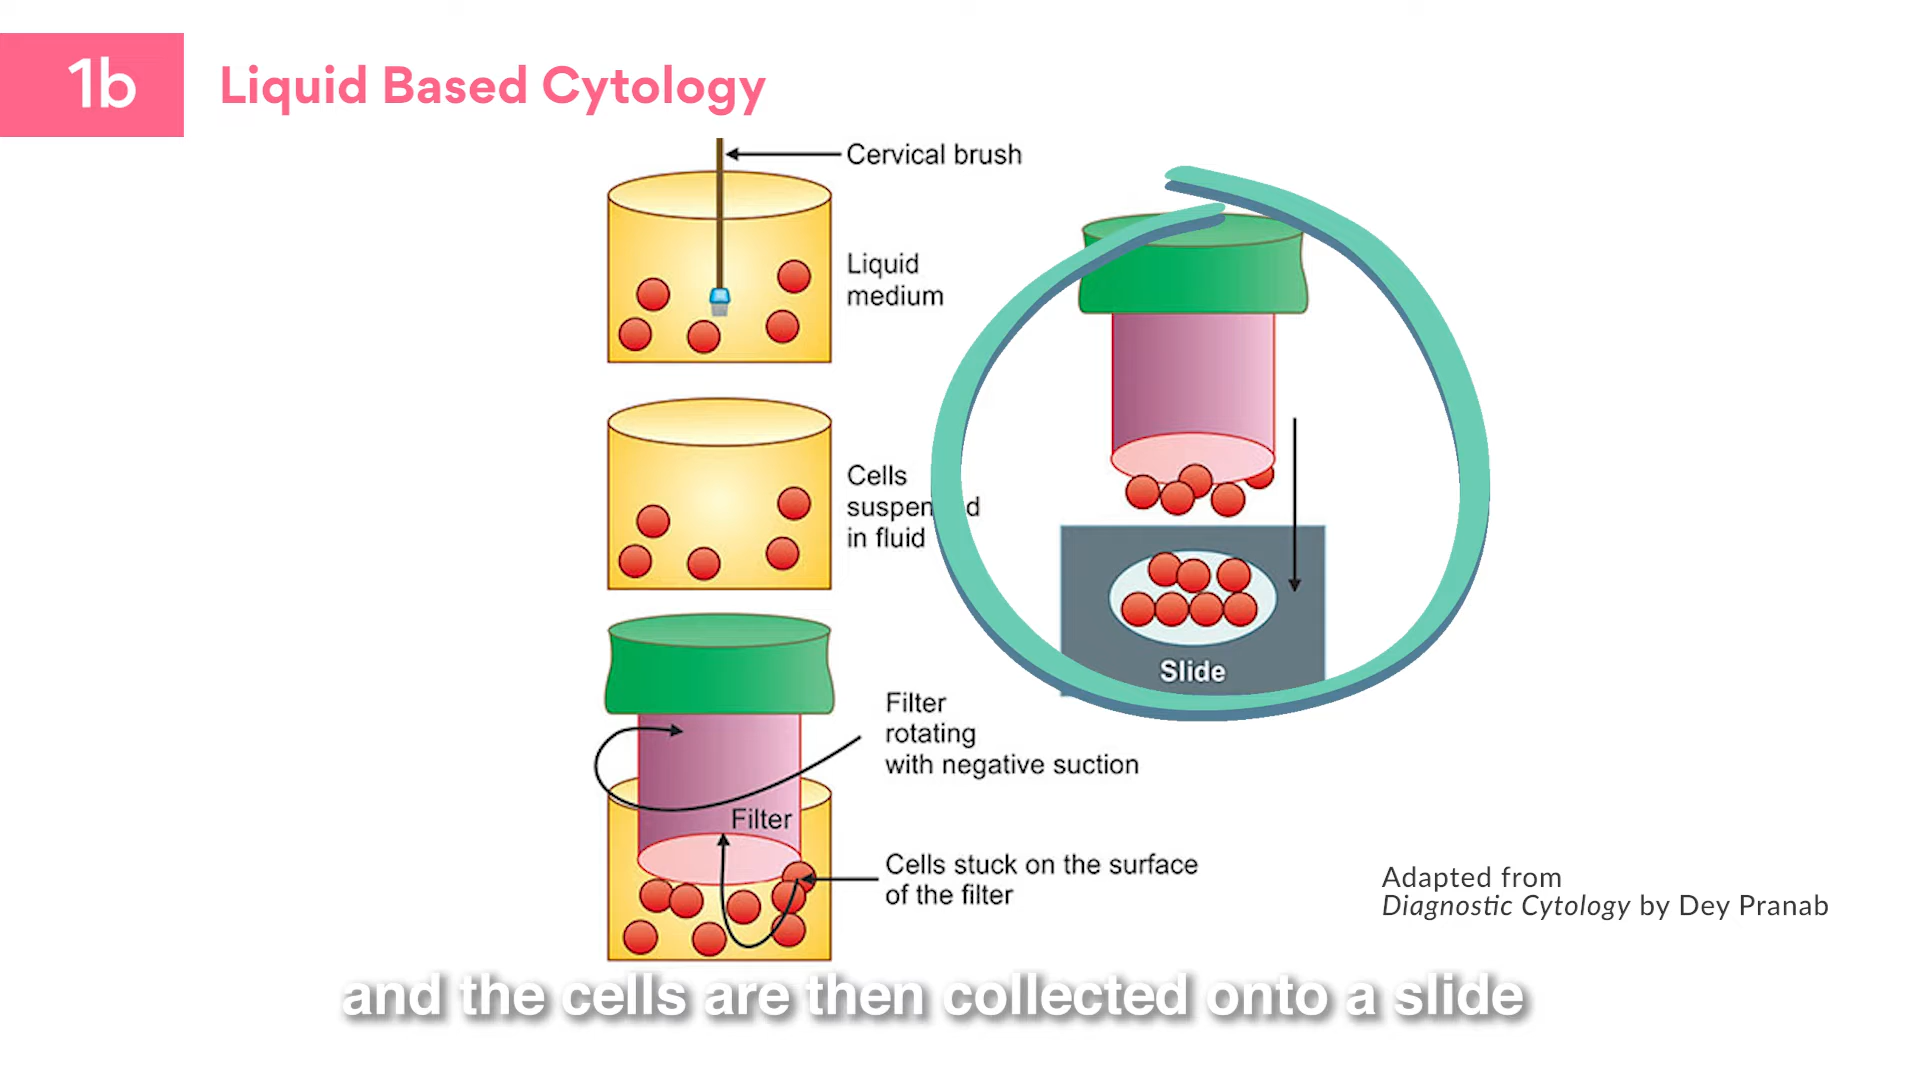 1b
Liquid Based Cytology
Cervical brush
Liquid
medium
Cells
suspended
in fluid
Slide
Filter
rotating
with negative suction
Filter
Cells stuck on the surface
of the filter
Adapted from
Diagnostic Cytology by Dey Pranab
and the cells are then collected onto a slide